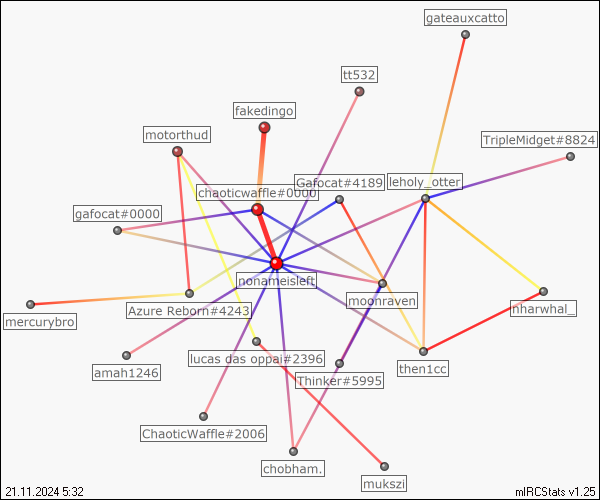 gateauxcatto
tt532
fakedingo
motorthud
TripleMidget#8824
Gafocat#4189
leholy_otter
chaoticwaffle#0000
gafocat#0000
nonameisleft
moonraven
nharwhal_
Azure Reborn#4243
mercurybro
lucas das oppai#2396
then1cc
amah1246
Thinker#5995
ChaoticWaffle#2006
chobham.
mukszi
21.11.2024 5:32
mIRCStats v1.25